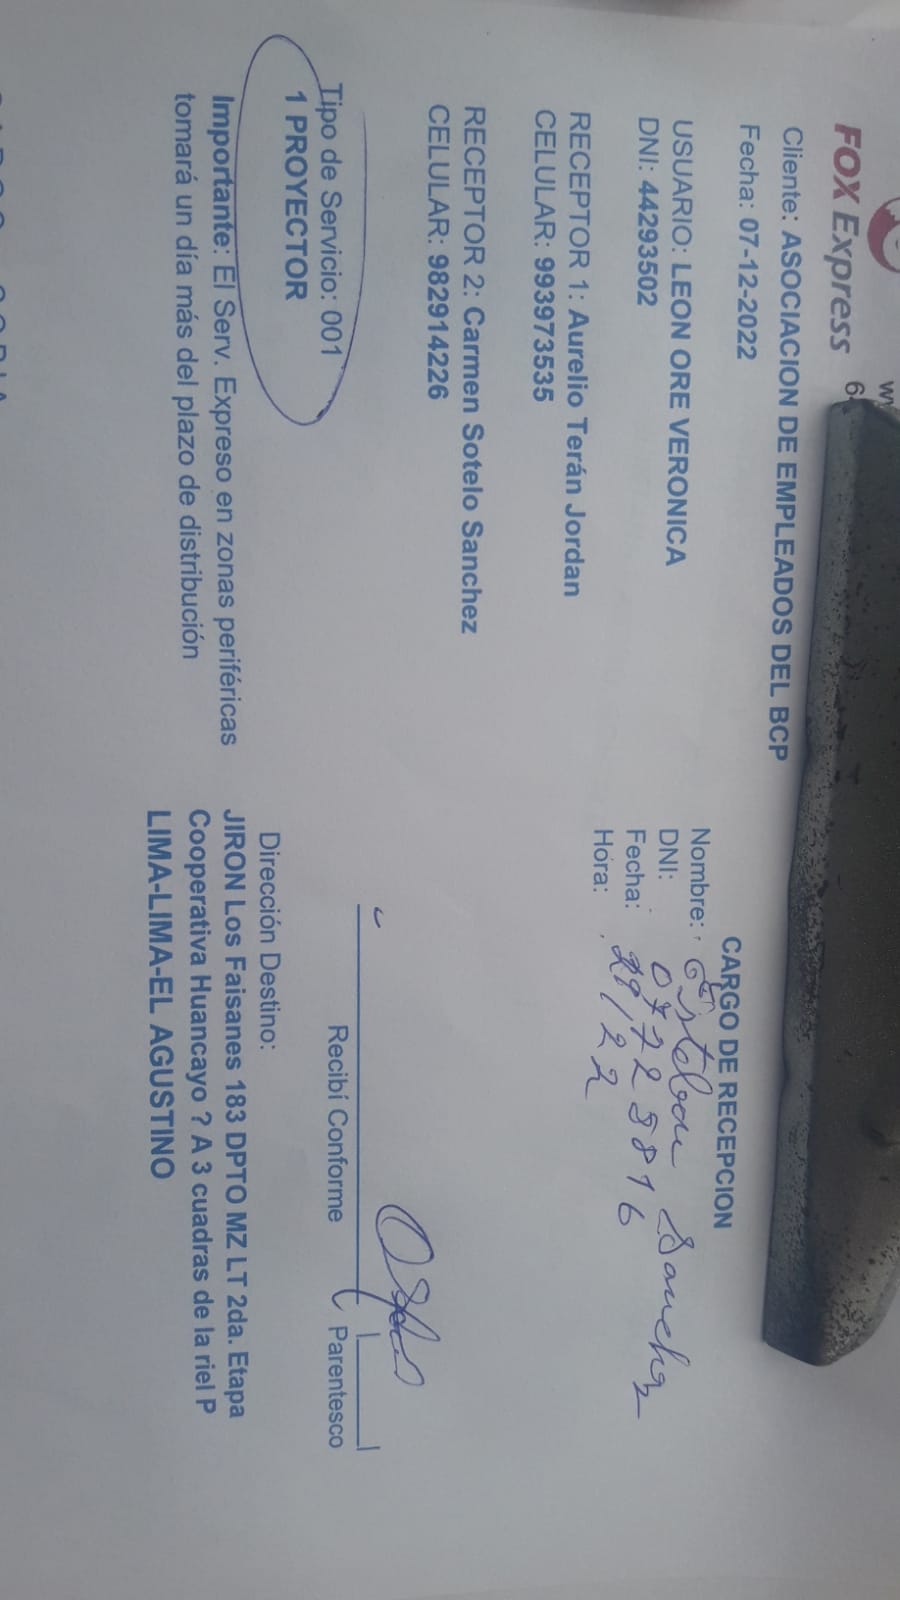 FOX Express
Cliente: ASOCIACION DE EMPLEADOS DEL BCP
Fecha: 07-12-2022
USUARIO: LEON ORE VERONICA
DNI: 44293502
RECEPTOR 1: Aurelio Terán Jordan
CELULAR: 993973535
RECEPTOR 2: Carmen Sotelo Sanchez
CELULAR: 982914226
Tipo de Servicio: 001
1 PROYECTOR
Importante: El Serv. Expreso en zonas periféricas
tomará un día más del plazo de distribución
CARGO DE RECEPCION
Nombre: Esteban Sanchez
DNI:
Fecha:
Hora:
Recibí Conforme
Parentesco
Dirección Destino:
JIRON Los Faisanes 183 DPTO MZ LT 2da. Etapa
Cooperativa Huancayo ? A 3 cuadras de la riel P
LIMA-LIMA-EL AGUSTINO